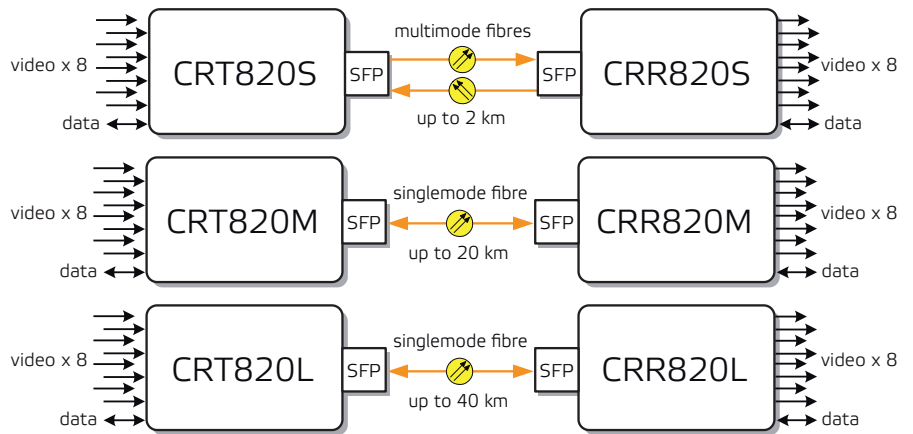 multimode fibres
video x 8
CRT820S
SFP
SFP
CRR820S
video x 8
data
up to 2 km
data
singlemode fibre
video x 8
CRT820M
SFP
SFP
CRR820M
video x 8
data
up to 20 km
data
singlemode fibre
video x 8
CRT820L
SFP
SFP
CRR820L
video x 8
data
up to 40 km
data